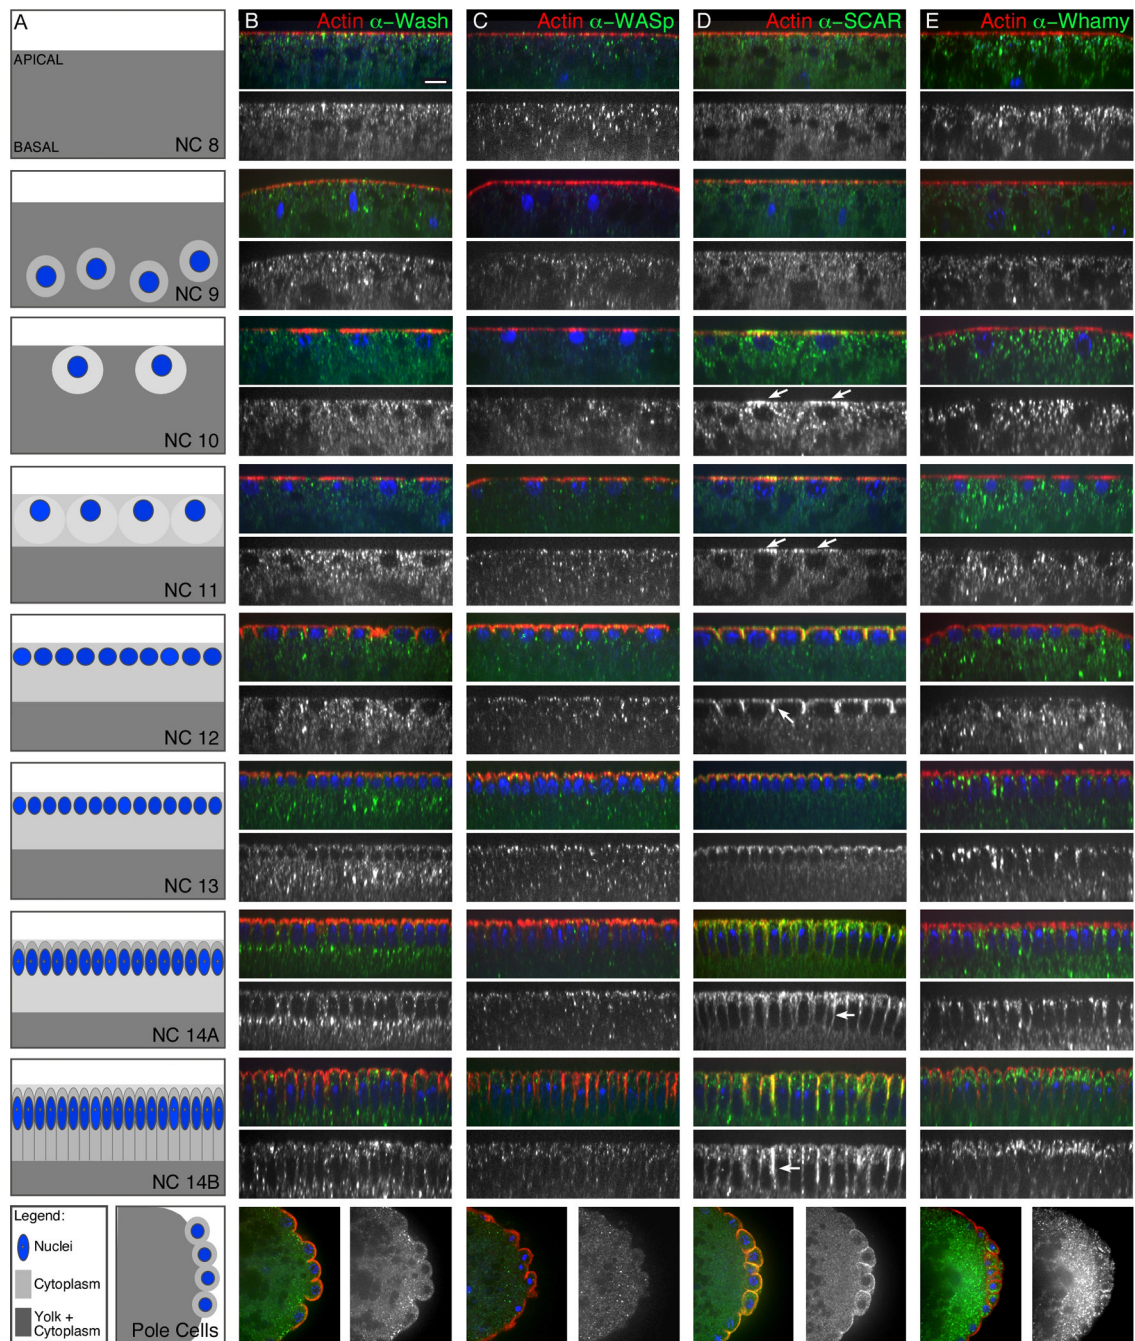 A
B Actin α-Wash
C Actin α-WASp
D Actin α-SCAR
E Actin α-Whamy
APICAL
BASAL
NC 8
NC 9
NC 10
NC 11
NC 12
NC 13
NC 14A
NC 14B
Legend:
Nuclei
Cytoplasm
Yolk +
Cytoplasm
Pole Cells